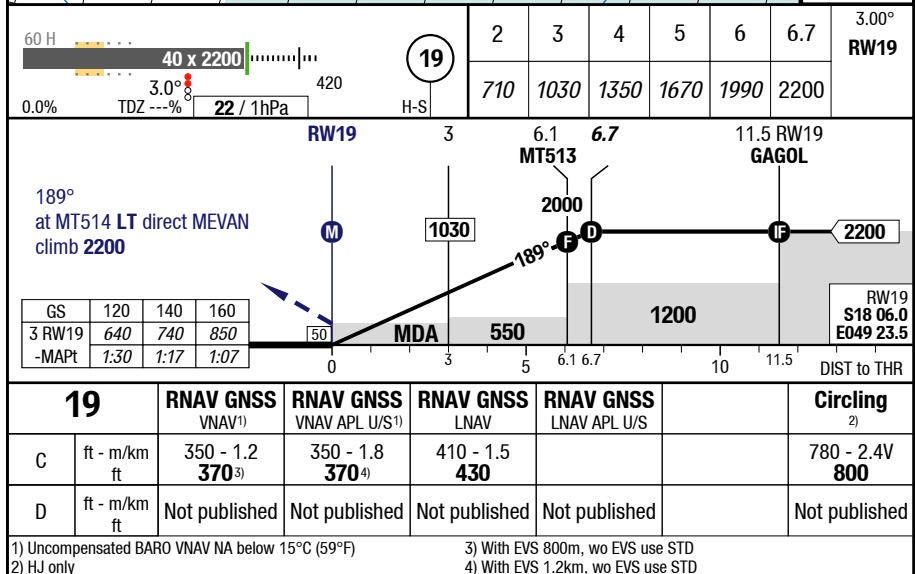 60 H
40 x 2200
420
3.0°
0.0% TDZ ---% 22 / 1hPa H-S
19
2 3 4 5 6 6.7 3.00° RW19
710 1030 1350 1670 1990 2200
RW19 3 6.1 6.7 11.5 RW19
MT513 GAGOL
189°
at MT514 LT direct MEVAN
climb 2200
2000
M 1030 F D IF 2200
189°
GS 120 140 160
3 RW19 640 740 850
-MAPt 1:30 1:17 1:07
50 MDA 550 1200
RW19
S18 06.0
E049 23.5
0 3 5 6.1 6.7 10 11.5 DIST to THR
19 RNAV GNSS VNAV1) RNAV GNSS VNAV APL U/S1) RNAV GNSS LNAV RNAV GNSS LNAV APL U/S Circling 2)
C ft - m/km 350 - 1.2 350 - 1.8 410 - 1.5 780 - 2.4V
ft 3703) 3704) 430 800
D ft - m/km ft Not published Not published Not published Not published Not published
1) Uncompensated BARO VNAV NA below 15°C (59°F) 3) With EVS 800m, wo EVS use STD
2) HJ only 4) With EVS 1.2km, wo EVS use STD